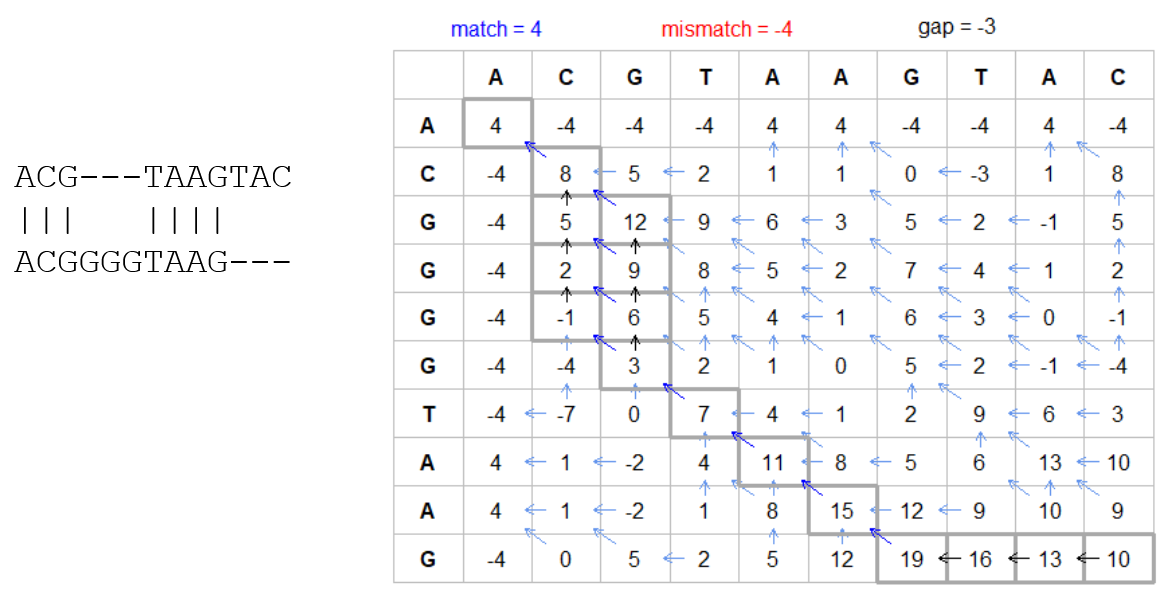 match = 4 mismatch = -4 gap = -3
A C G T A A G T A C
A 4 -4 -4 -4 4 4 -4 -4 4 -4
C -4 8 5 2 1 1 0 -3 1 8
G -4 5 12 9 6 3 5 2 -1 5
G -4 2 9 8 5 2 7 4 1 2
G -4 -1 6 5 4 1 6 3 0 -1
G -4 -4 3 2 1 0 5 2 -1 -4
T -4 -7 0 7 4 1 2 9 6 3
A 4 1 -2 4 11 8 5 6 13 10
A 4 1 -2 1 8 15 12 9 10 9
G -4 0 5 2 5 12 19 16 13 10
ACG---TAAGTAC
||| ||||
ACGGGGTAAG---